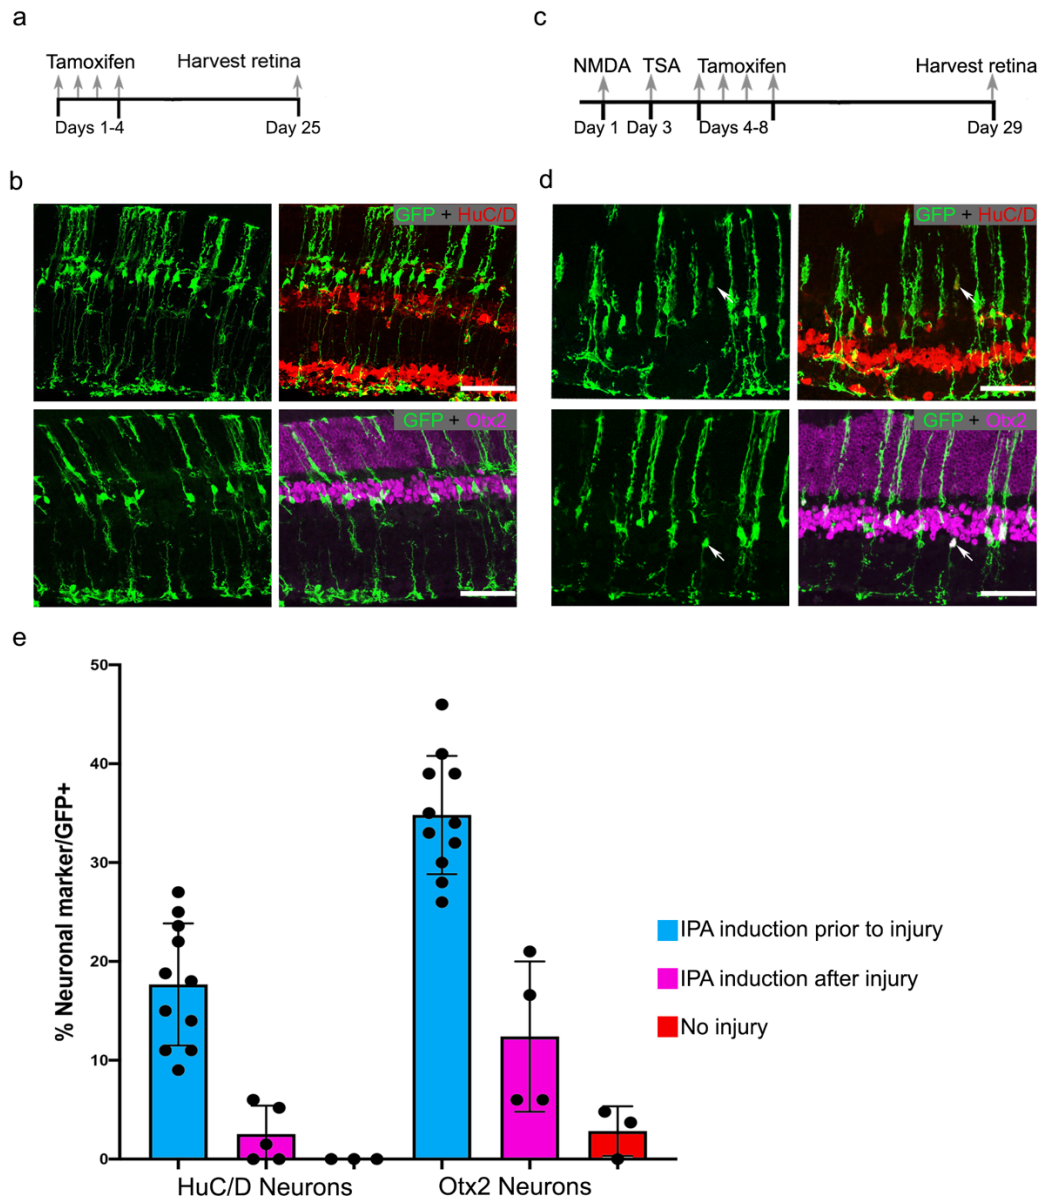 a
Tamoxifen
Harvest retina
Days 1-4
Day 25
c
NMDA
TSA
Tamoxifen
Harvest retina
Day 1
Day 3
Days 4-8
Day 29
b
GFP + HuC/D
GFP + Otx2
d
GFP + HuC/D
GFP + Otx2
e
% Neuronal marker/GFP+
50
40
30
20
10
0
HuC/D Neurons
Otx2 Neurons
IPA induction prior to injury
IPA induction after injury
No injury